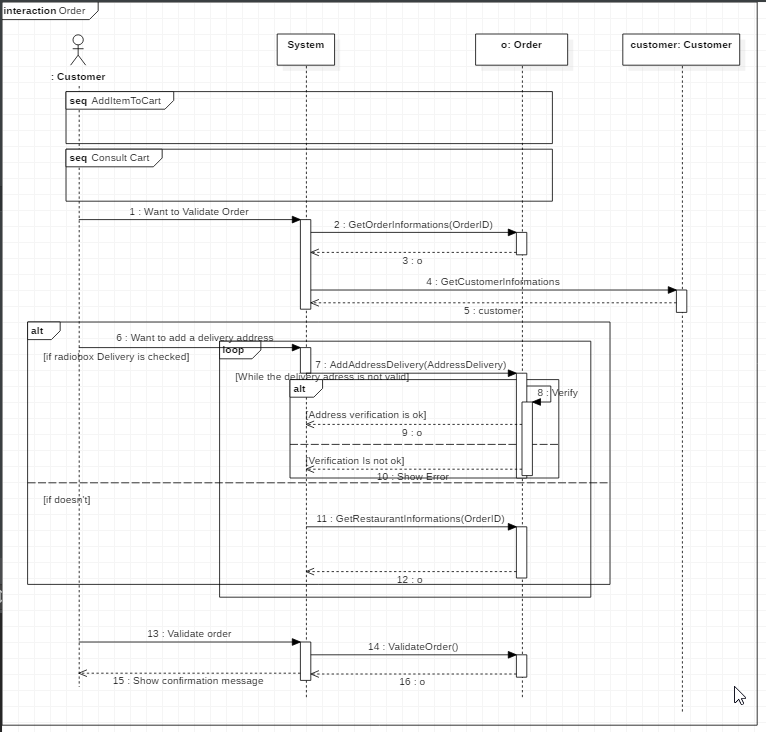 interaction Order
: Customer
System
o: Order
customer: Customer
seq AddItemToCart
seq Consult Cart
1 : Want to Validate Order
2 : GetOrderInformations(OrderID)
3 : o
4 : GetCustomerInformations
5 : customer
alt
6 : Want to add a delivery address
loop
[if radiobox Delivery is checked]
7 : AddAddressDelivery(AddressDelivery)
[While the delivery adress is not valid]
alt
8 : Verify
[Address verification is ok]
9 : o
[Verification Is not ok]
10 : Show Error
[if doesn't]
11 : GetRestaurantInformations(OrderID)
12 : o
13 : Validate order
14 : ValidateOrder()
15 : Show confirmation message
16 : o